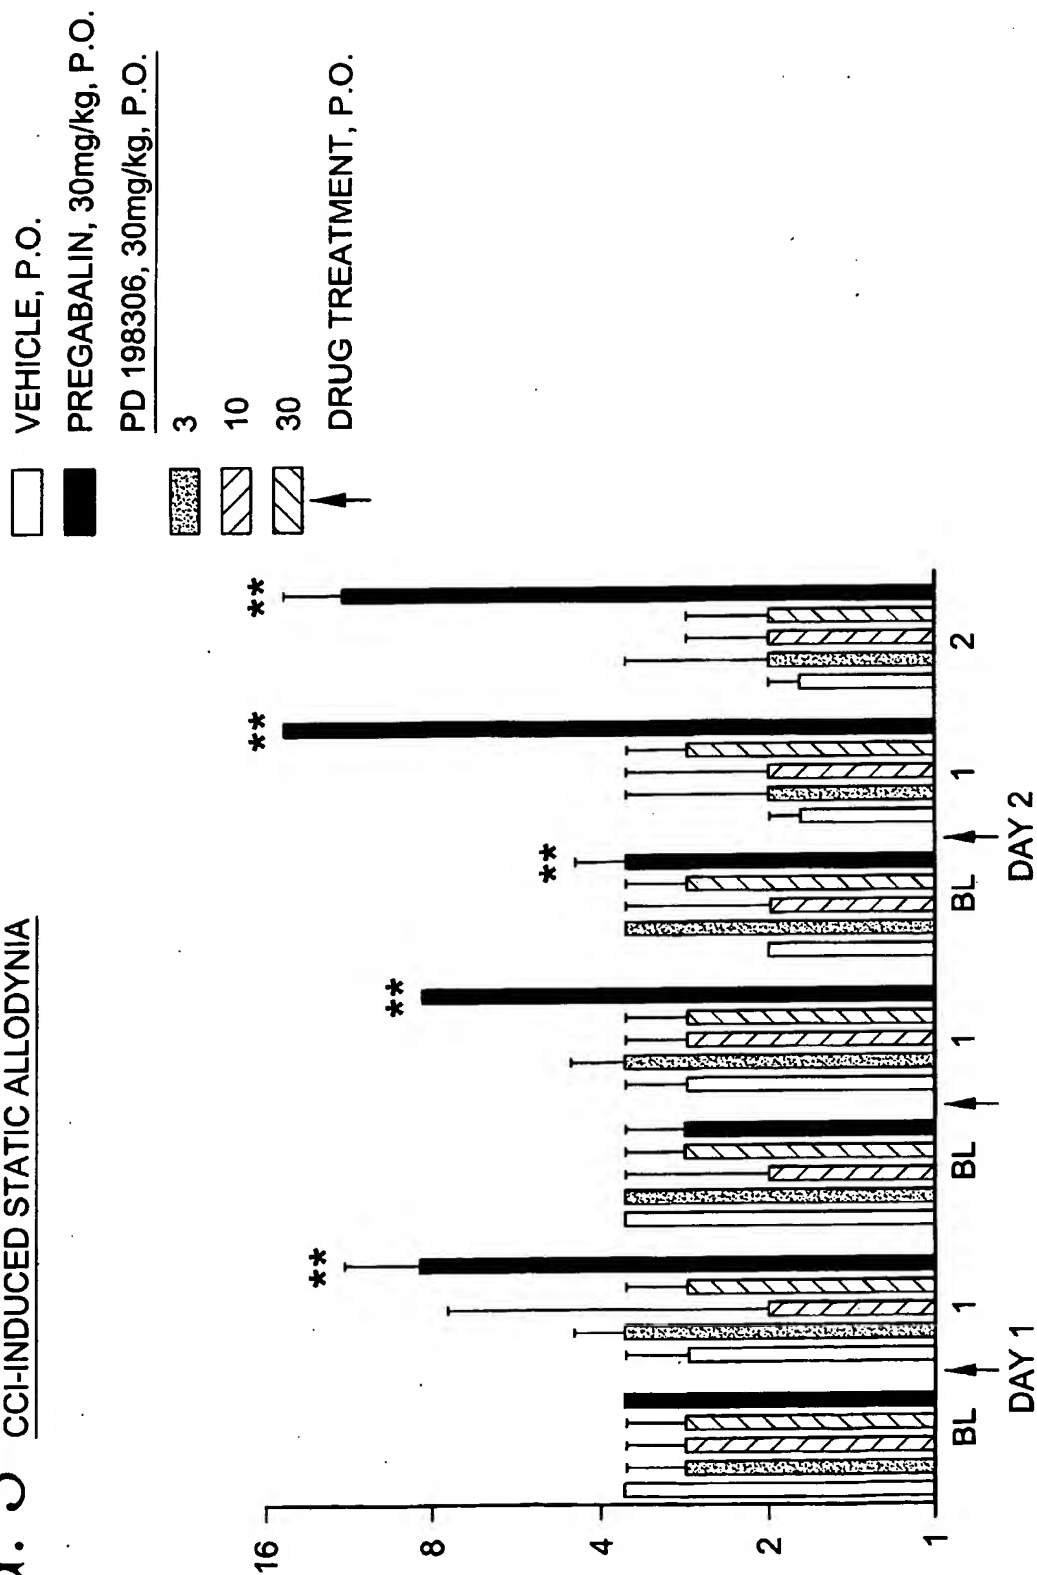 CCI-INDUCED STATIC ALLODYNIA
VEHICLE, P.O.
PREGABALIN, 30mg/kg, P.O.
PD 198306, 30mg/kg, P.O.
3
10
30
DRUG TREATMENT, P.O.
16
8
4
2
1
** ** ** ** **
BL 1 BL 1 BL 1 2
DAY 1 DAY 2